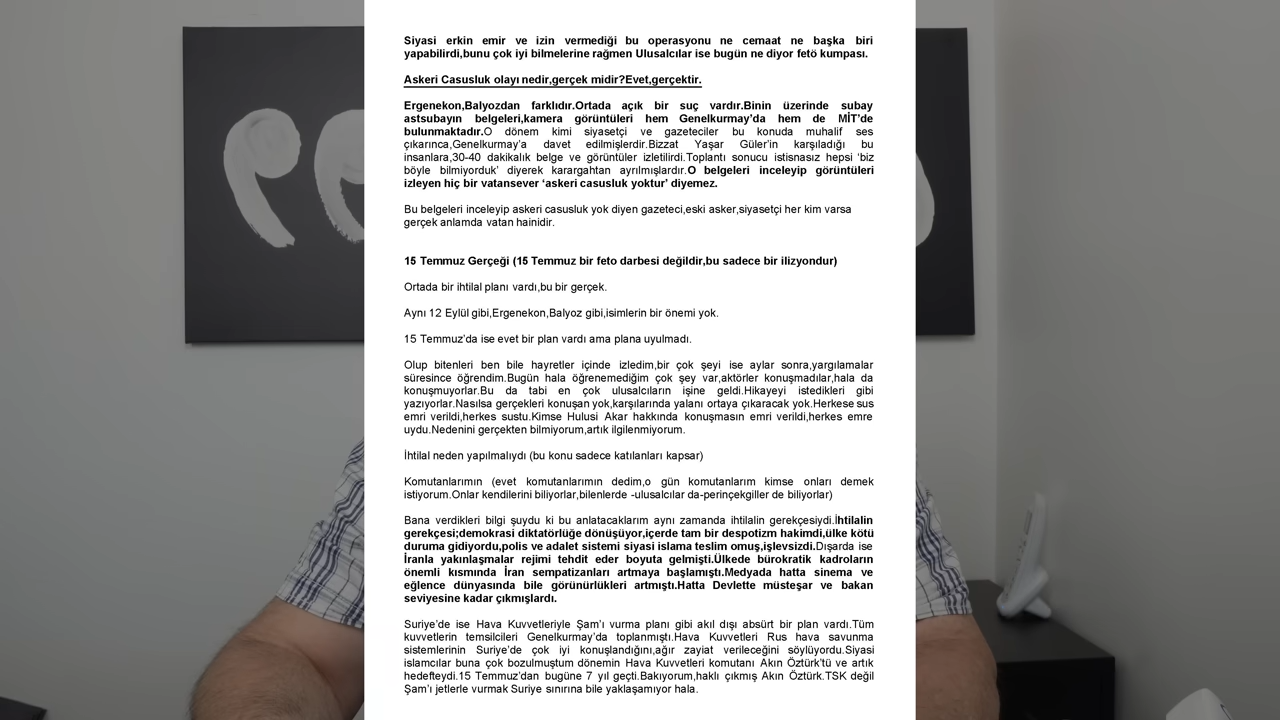 Siyasi erkin emir ve izin vermediği bu operasyonu ne cemaat ne başka biri
yapabilirdi,bunu çok iyi bilmelerine rağmen Ulusalcılar ise bugün ne diyor fetö kumpası.
Askeri Casusluk olayı nedir,gerçek midir?Evet,gerçektir.
Ergenekon,Balyozdan farklıdır.Ortada açık bir suç vardır.Binin üzerinde subay
astsubayın belgeleri,kamera görüntüleri hem Genelkurmay’da hem de MİT’de
bulunmaktadır.O dönem kimi siyasetçi ve gazeteciler bu konuda muhalif ses
çıkarınca,Genelkurmay’a davet edilmişlerdir.Bizzat Yaşar Güler’in karşıladığı bu
insanlara,30-40 dakikalık belge ve görüntüler izletilirdi.Toplantı sonucu istisnasız hepsi ‘biz
böyle bilmiyorduk’ diyerek karargahtan ayrılmışlardır.O belgeleri inceleyip görüntüleri
izleyen hiç bir vatansever ‘askeri casusluk yoktur’ diyemez.
Bu belgeleri inceleyip askeri casusluk yok diyen gazeteci,eski asker,siyasetçi her kim varsa
gerçek anlamda vatan hainidir.
15 Temmuz Gerçeği (15 Temmuz bir feto darbesi değildir,bu sadece bir ilizyondur)
Ortada bir ihtilal planı vardı,bu bir gerçek.
Aynı 12 Eylül gibi,Ergenekon,Balyoz gibi,isimlerin bir önemi yok.
15 Temmuz’da ise evet bir plan vardı ama plana uyulmadı.
Olup bitenleri ben bile hayretler içinde izledim,bir çok şeyi ise aylar sonra,yargılamalar
süresince öğrendim.Bugün hala öğrenemediğim çok şey var,aktörler konuşmadılar,hala da
konuşmuyorlar.Bu da tabi en çok ulusalcıların işine geldi.Hikayeyi istedikleri gibi
yazıyorlar.Nasılsa gerçekleri konuşan yok,karşılarında yalanı ortaya çıkaracak yok.Herkese sus
emri verildi,herkes sustu.Kimse Hulusi Akar hakkında konuşmasın emri verildi,herkes emre
uydu.Nedenini gerçekten bilmiyorum,artık ilgilenmiyorum.
İhtilal neden yapılmalıydı (bu konu sadece katılanları kapsar)
Komutanlarımın (evet komutanlarımın dedim,o gün komutanlarım kimse onları demek
istiyorum.Onlar kendilerini biliyorlar,bilenlerde -ulusalcılar da-perinçekgiller de biliyorlar)
Bana verdikleri bilgi şuydu ki bu anlatacaklarım aynı zamanda ihtilalin gerekçesiydi.İhtilalin
gerekçesi;demokrasi diktatörlüğe dönüşüyor,içerde tam bir despotizm hakimdi,ülke kötü
duruma gidiyordu,polis ve adalet sistemi siyasi islama teslim omuş,işlevsizdi.Dışarda ise
İranla yakınlaşmalar rejimi tehdit eder boyuta gelmişti.Ülkede bürokratik kadroların
önemli kısmında İran sempatizanları artmaya başlamıştı.Medyada hatta sinema ve
eğlence dünyasında bile görünürlükleri artmıştı.Hatta Devlette müsteşar ve bakan
seviyesine kadar çıkmışlardı.
Suriye’de ise Hava Kuvvetleriyle Şam’ı vurma planı gibi akıl dışı absürt bir plan vardı.Tüm
kuvvetlerin temsilcileri Genelkurmay’da toplanmıştı.Hava Kuvvetleri Rus hava savunma
sistemlerinin Suriye’de çok iyi konuşlandığını,ağır zayiat verileceğini söylüyordu.Siyasi
islamcılar buna çok bozulmuştum dönemin Hava Kuvvetleri komutanı Akın Öztürk’tü ve artık
hedefteydi.15 Temmuz’dan bugüne 7 yıl geçti.Bakıyorum,haklı çıkmış Akın Öztürk.TSK değil
Şam’ı jetlerle vurmak Suriye sınırına bile yaklaşamıyor hala.